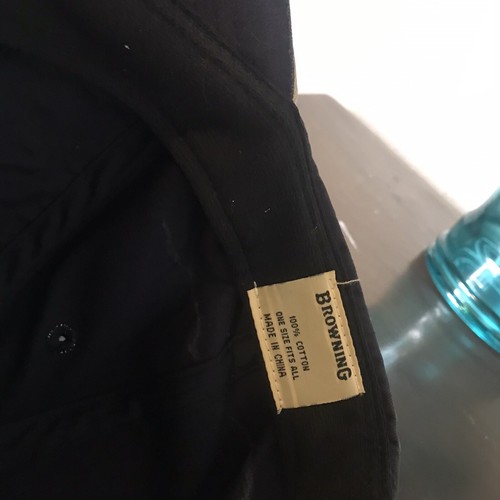 BROWNING
100% COTTON
ONE SIZE FITS ALL
MADE IN CHINA